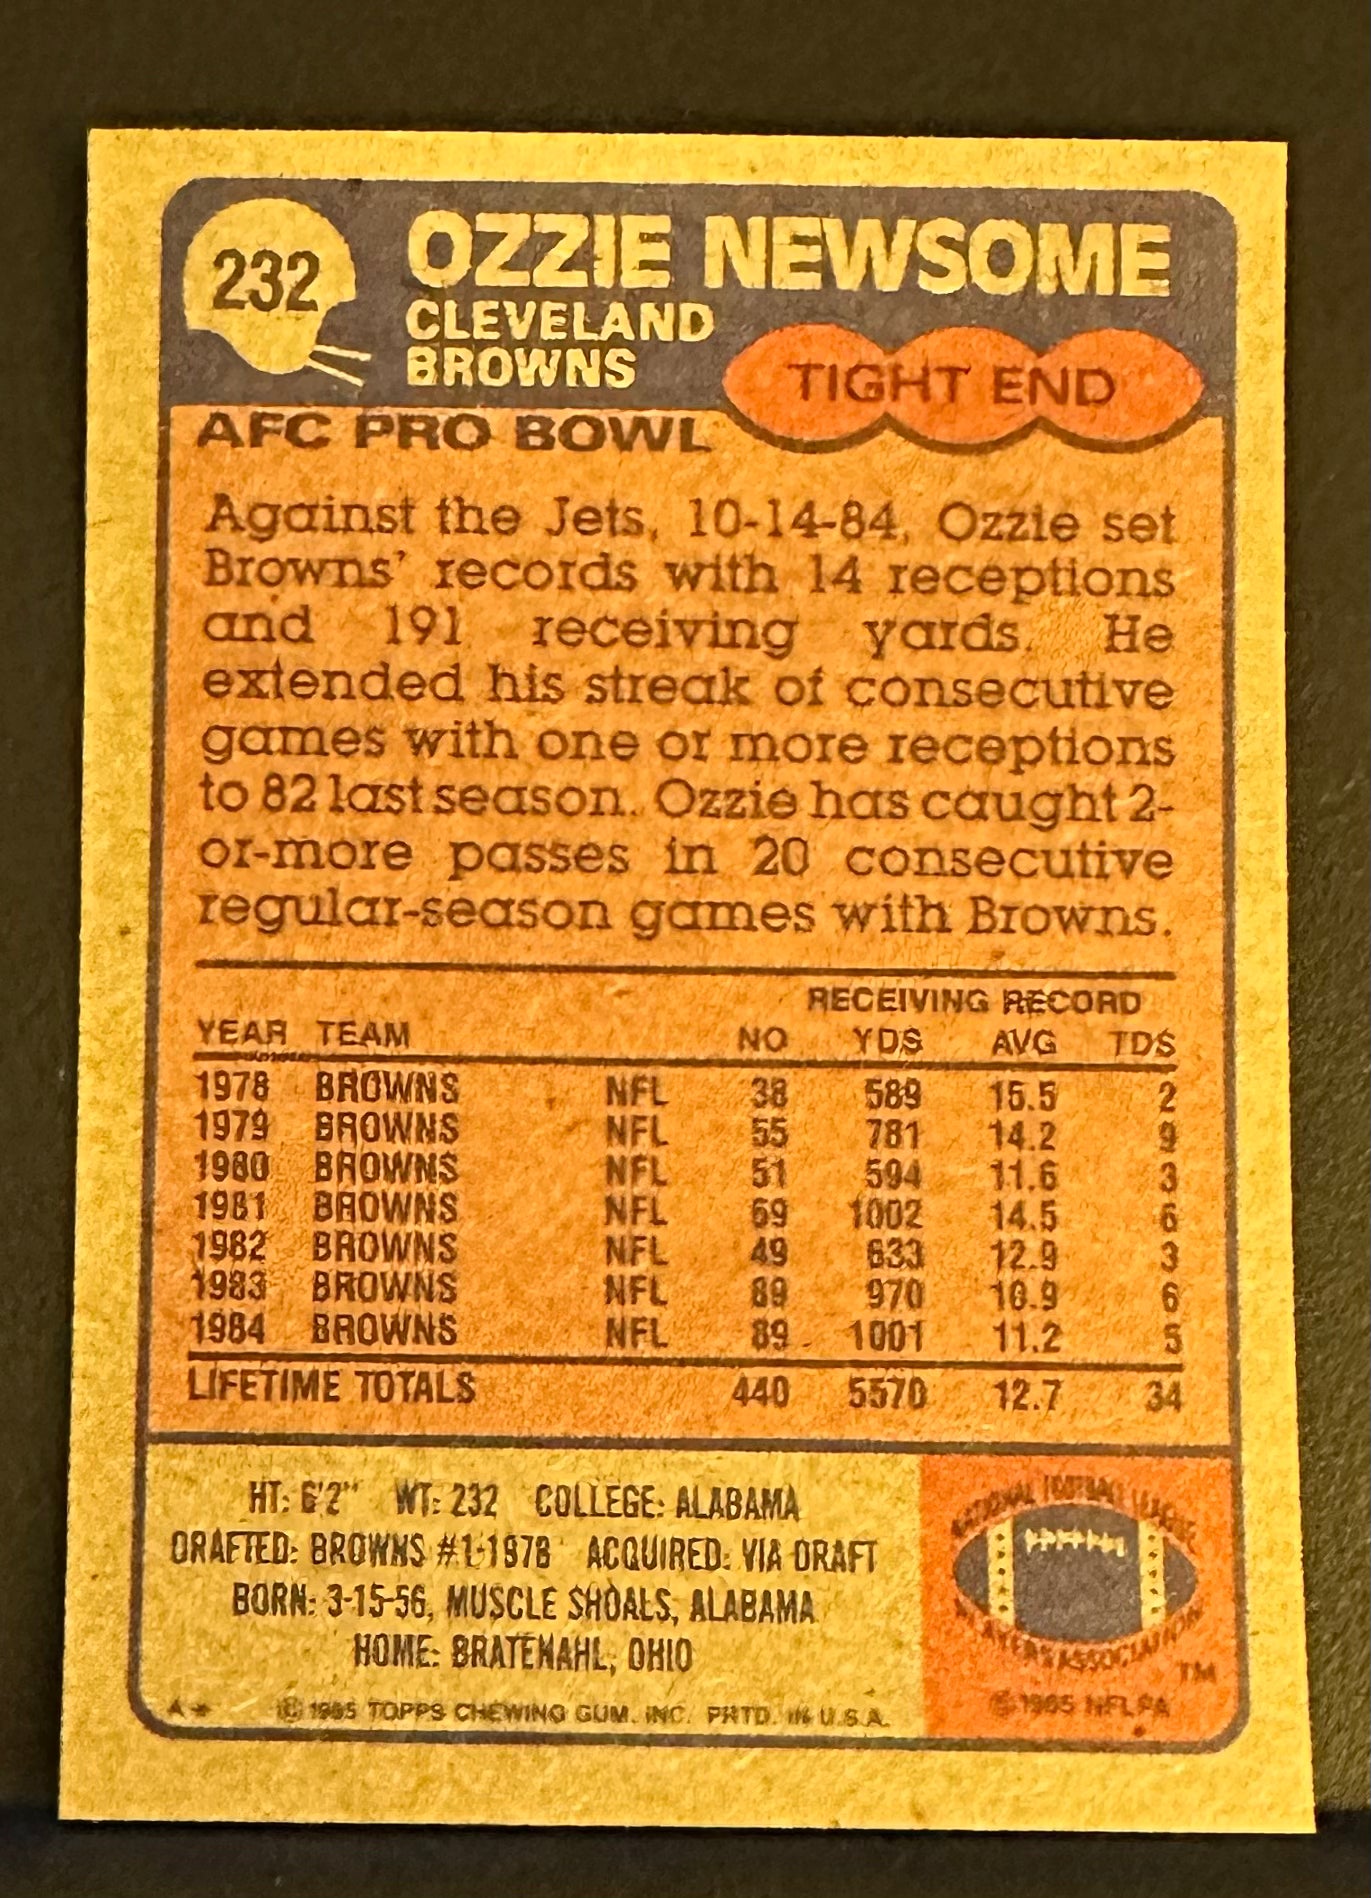 232
OZZIE NEWSOME
CLEVELAND
BROWNS
TIGHT END
AFC PRO BOWL
Against the Jets, 10-14-84, Ozzie set
Browns' records with 14 receptions
and 191 receiving yards. He
extended his streak of consecutive
games with one or more receptions
to 82 last season. Ozzie has caught 2-
or-more passes in 20 consecutive
regular-season games with Browns.
RECEIVING RECORD
YEAR TEAM NO YDS AVG TDS
1978 BROWNS NFL 38 589 15.5 2
1979 BROWNS NFL 55 781 14.2 9
1980 BROWNS NFL 51 594 11.6 3
1981 BROWNS NFL 69 1002 14.5 6
1982 BROWNS NFL 49 633 12.9 3
1983 BROWNS NFL 89 970 10.9 6
1984 BROWNS NFL 89 1001 11.2 5
LIFETIME TOTALS 440 5570 12.7 34
HT: 6'2" WT: 232 COLLEGE: ALABAMA
DRAFTED: BROWNS #1-1978 ACQUIRED: VIA DRAFT
BORN: 3-15-56, MUSCLE SHOALS, ALABAMA
HOME: BRATENAHL, OHIO
A* © 1985 TOPPS CHEWING GUM, INC. PRTD. IN U.S.A.
NATIONAL FOOTBALL LEAGUE
PLAYERS ASSOCIATION
TM
© 1985 NFLPA